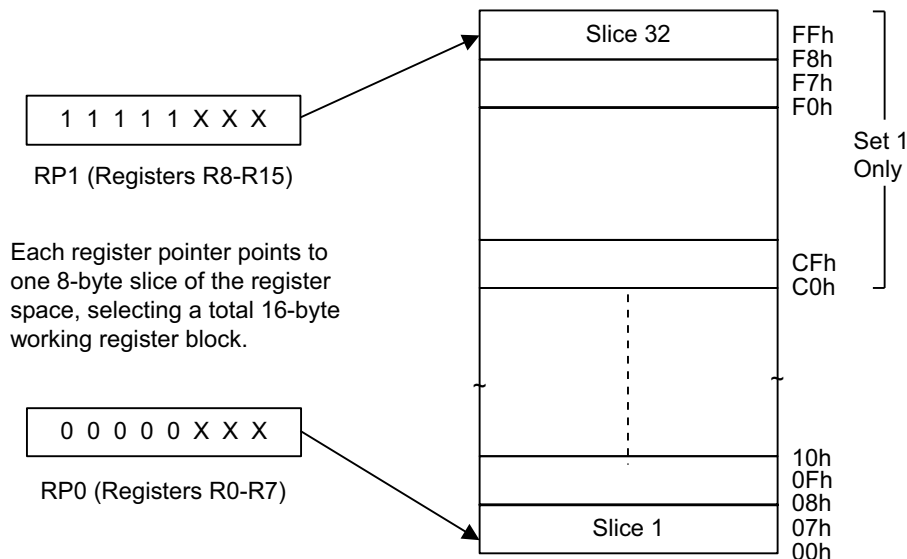 Slice 32
FFh
F8h
F7h
F0h
1 1 1 1 1 X X X
RP1 (Registers R8-R15)
Set 1
Only
Each register pointer points to
one 8-byte slice of the register
space, selecting a total 16-byte
working register block.
CFh
C0h
~
~
0 0 0 0 0 X X X
RP0 (Registers R0-R7)
10h
0Fh
08h
Slice 1
07h
00h